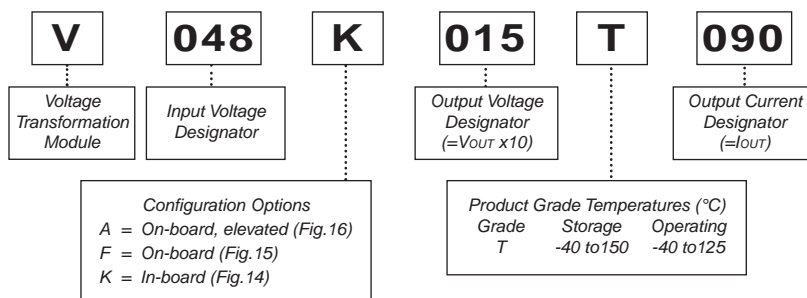 V 048 K 015 T 090
Voltage
Transformation
Module
Input Voltage
Designator
Output Voltage
Designator
(=VOUT x10)
Output Current
Designator
(=IOUT)
Configuration Options
A = On-board, elevated (Fig.16)
F = On-board (Fig.15)
K = In-board (Fig.14)
Product Grade Temperatures (°C)
Grade Storage Operating
T -40 to150 -40 to125